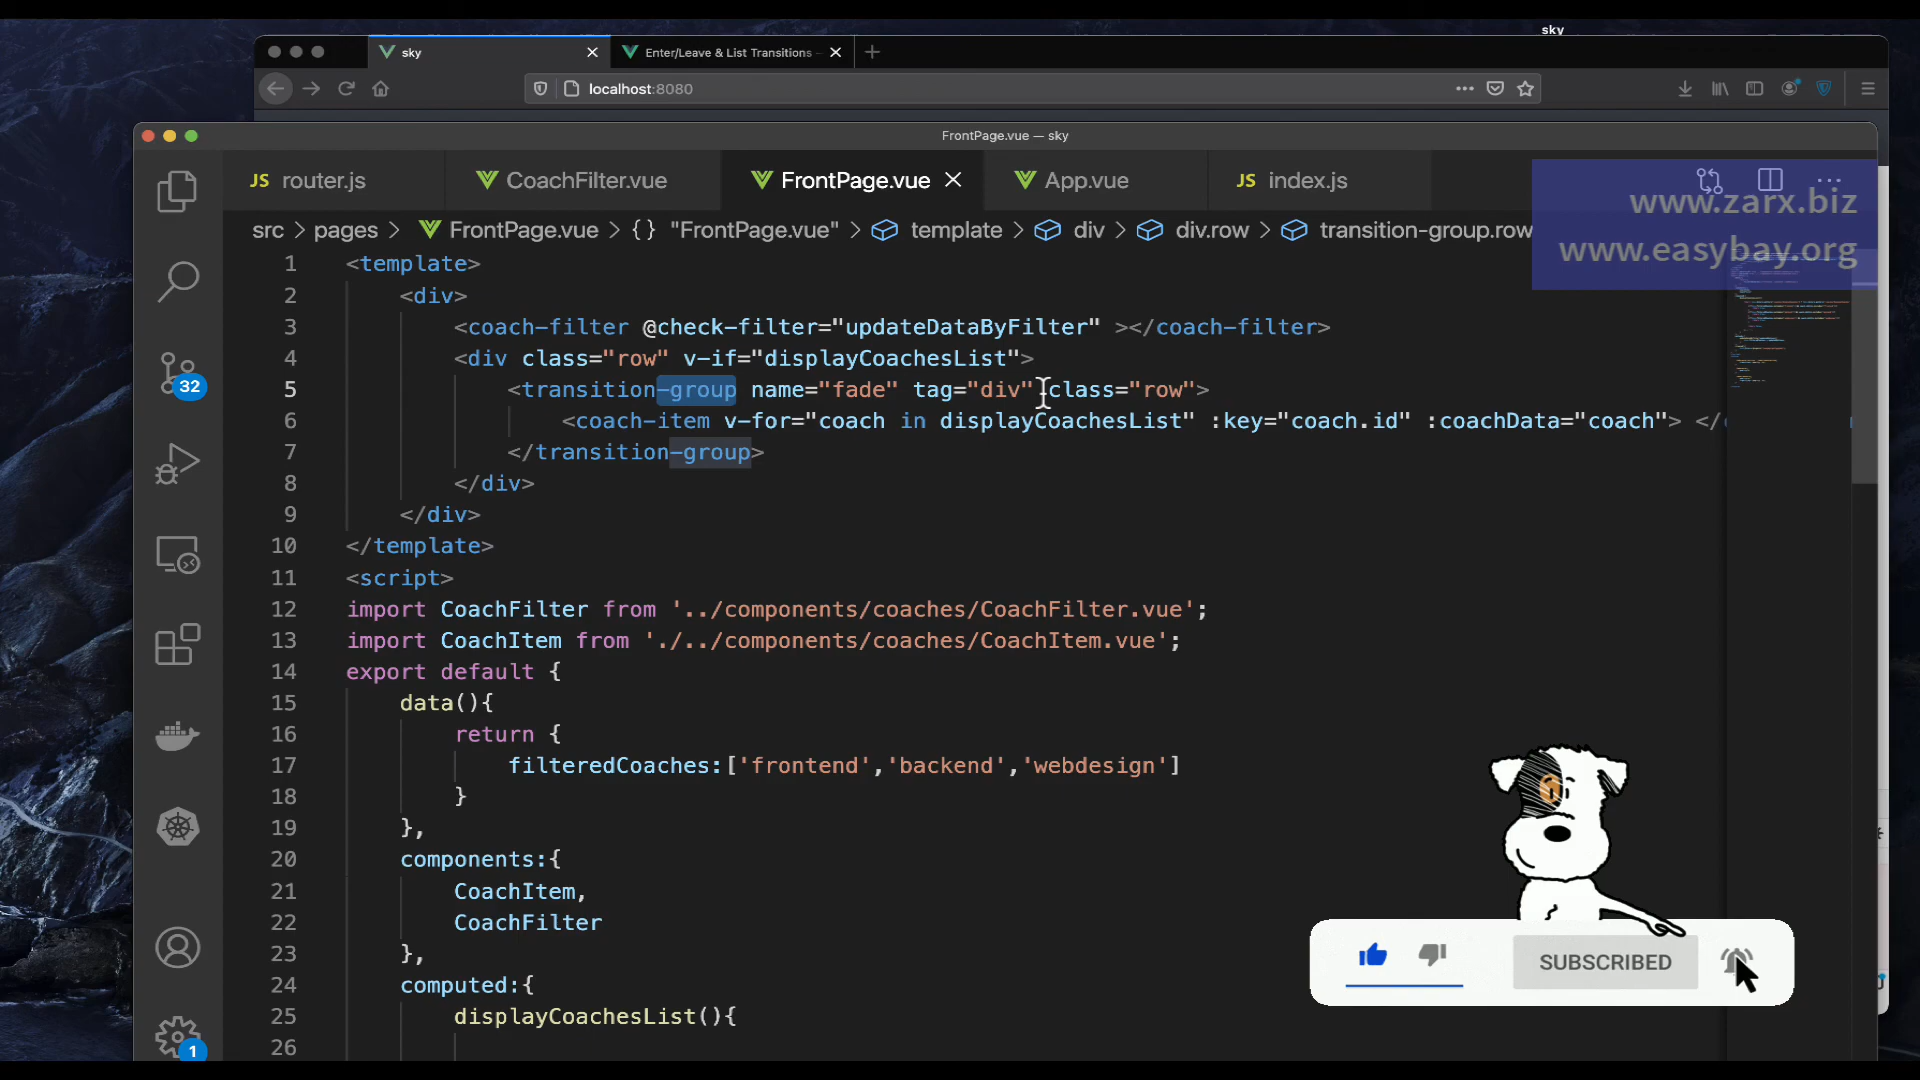 sky
sky
Enter/Leave & List Transitions
localhost:8080
FrontPage.vue — sky
JS router.js
CoachFilter.vue
FrontPage.vue
App.vue
JS index.js
www.zarx.biz
www.easybay.org
src > pages > FrontPage.vue > {} "FrontPage.vue" > template > div > div.row > transition-group.row
32
1
1 <template>
2 <div>
3 <coach-filter @check-filter="updateDataByFilter" ></coach-filter>
4 <div class="row" v-if="displayCoachesList">
5 <transition-group name="fade" tag="div" class="row">
6 <coach-item v-for="coach in displayCoachesList" :key="coach.id" :coachData="coach"> </
7 </transition-group>
8 </div>
9 </div>
10 </template>
11 <script>
12 import CoachFilter from '../components/coaches/CoachFilter.vue';
13 import CoachItem from './../components/coaches/CoachItem.vue';
14 export default {
15 data(){
16 return {
17 filteredCoaches:['frontend','backend','webdesign']
18 }
19 },
20 components:{
21 CoachItem,
22 CoachFilter
23 },
24 computed:{
25 displayCoachesList(){
26
SUBSCRIBED